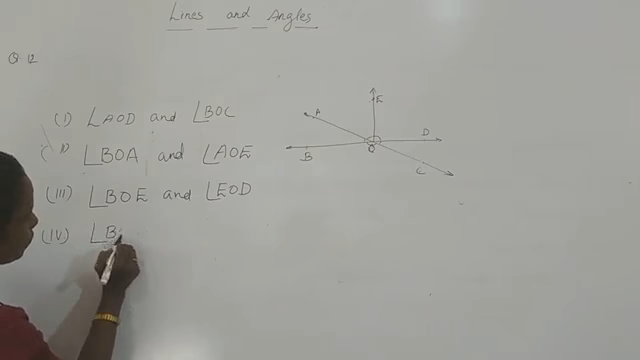 Lines and Angles
Q 12
(I) ∠AOD and ∠BOC
(II) ∠BOA and ∠AOE
(III) ∠BOE and ∠EOD
(IV) ∠B
E
A
D
B
O
C